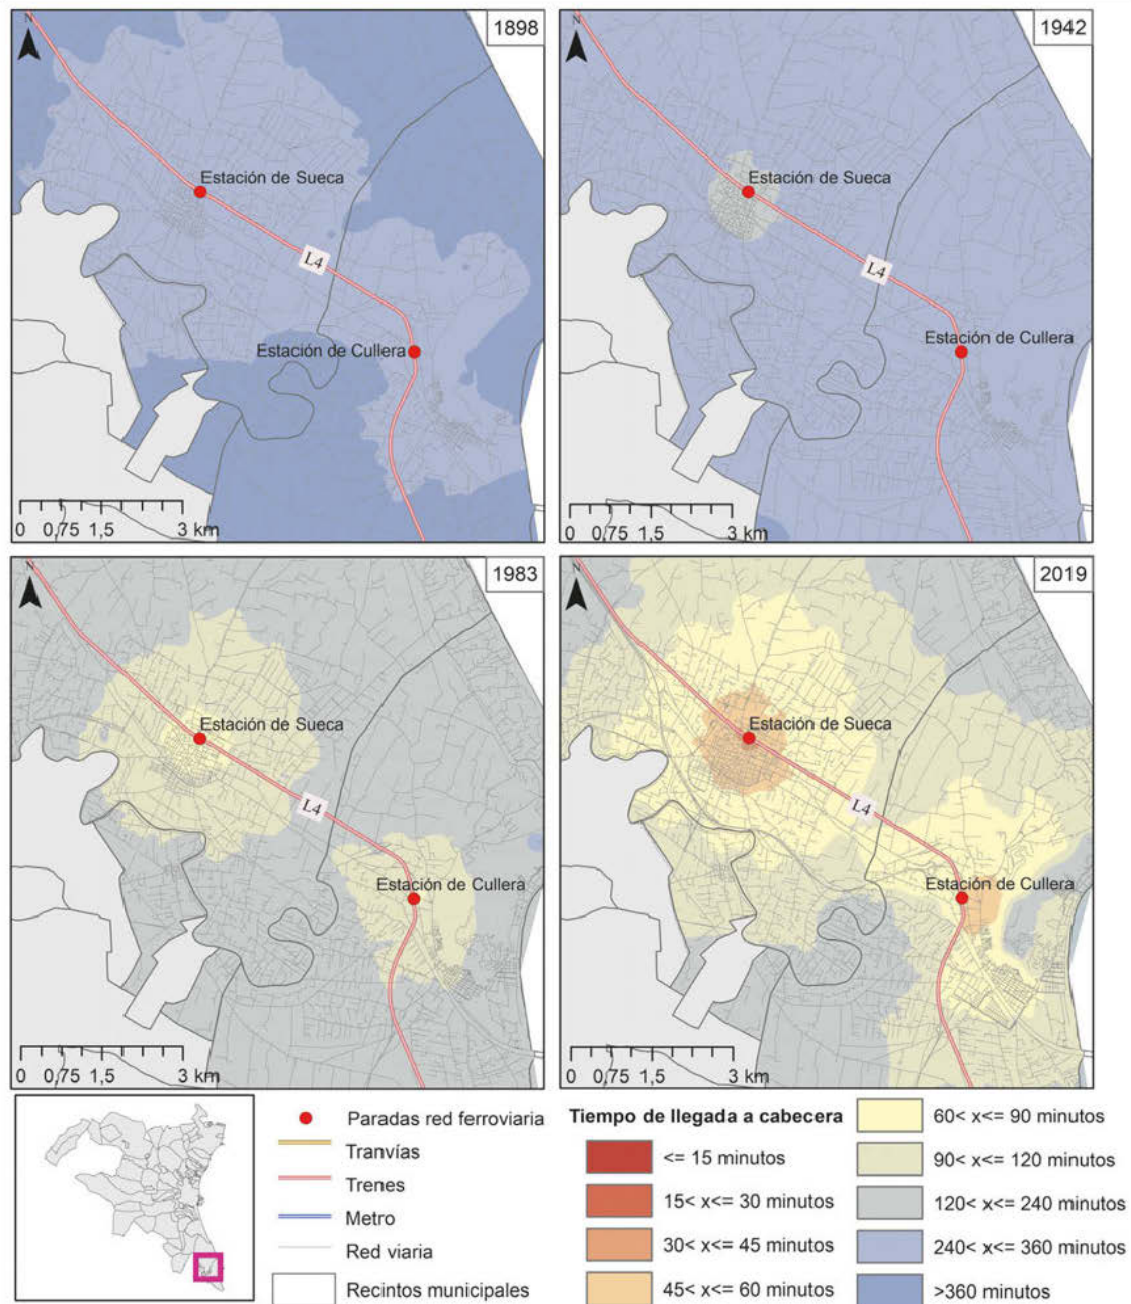 N
1898
Estación de Sueca
L4
Estación de Cullera
0 0,75 1,5 3 km
N
1942
Estación de Sueca
L4
Estación de Cullera
0 0,75 1,5 3 km
N
1983
Estación de Sueca
L4
Estación de Cullera
0 0,75 1,5 3 km
N
2019
Estación de Sueca
L4
Estación de Cullera
0 0,75 1,5 3 km
Paradas red ferroviaria
Tranvías
Trenes
Metro
Red viaria
Recintos municipales
Tiempo de llegada a cabecera
<= 15 minutos
15< x<= 30 minutos
30< x<= 45 minutos
45< x<= 60 minutos
60< x<= 90 minutos
90< x<= 120 minutos
120< x<= 240 minutos
240< x<= 360 minutos
>360 minutos